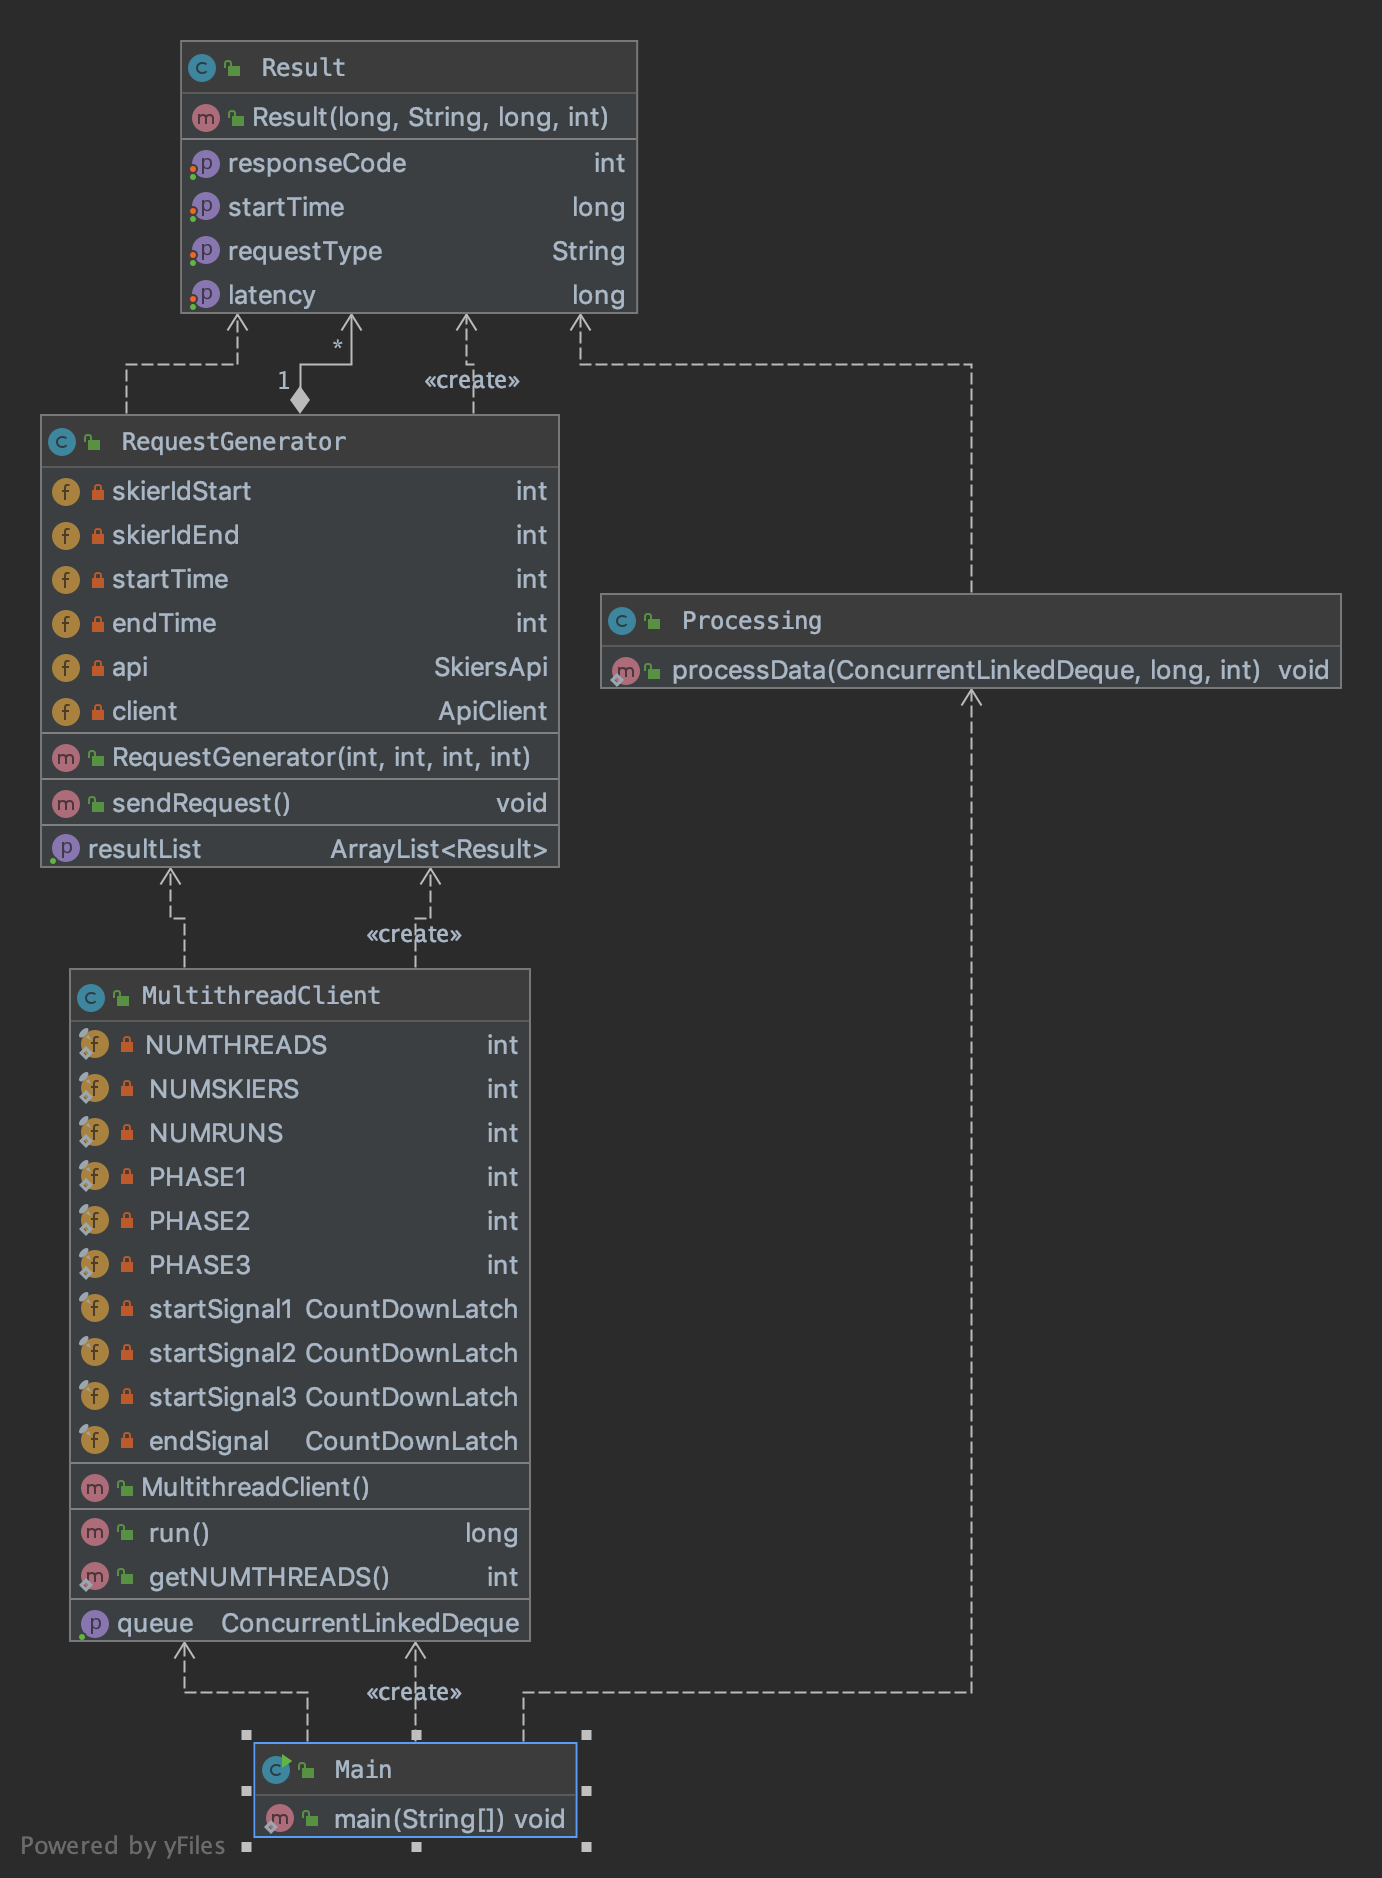 Result
Result(long, String, long, int)
responseCode int
startTime long
requestType String
latency long
*
1
«create»
RequestGenerator
skierIdStart int
skierIdEnd int
startTime int
endTime int
api SkiersApi
client ApiClient
RequestGenerator(int, int, int, int)
sendRequest() void
resultList ArrayList<Result>
Processing
processData(ConcurrentLinkedDeque, long, int) void
«create»
MultithreadClient
NUMTHREADS int
NUMSKIERS int
NUMRUNS int
PHASE1 int
PHASE2 int
PHASE3 int
startSignal1 CountDownLatch
startSignal2 CountDownLatch
startSignal3 CountDownLatch
endSignal CountDownLatch
MultithreadClient()
run() long
getNUMTHREADS() int
queue ConcurrentLinkedDeque
«create»
Main
main(String[]) void
Powered by yFiles